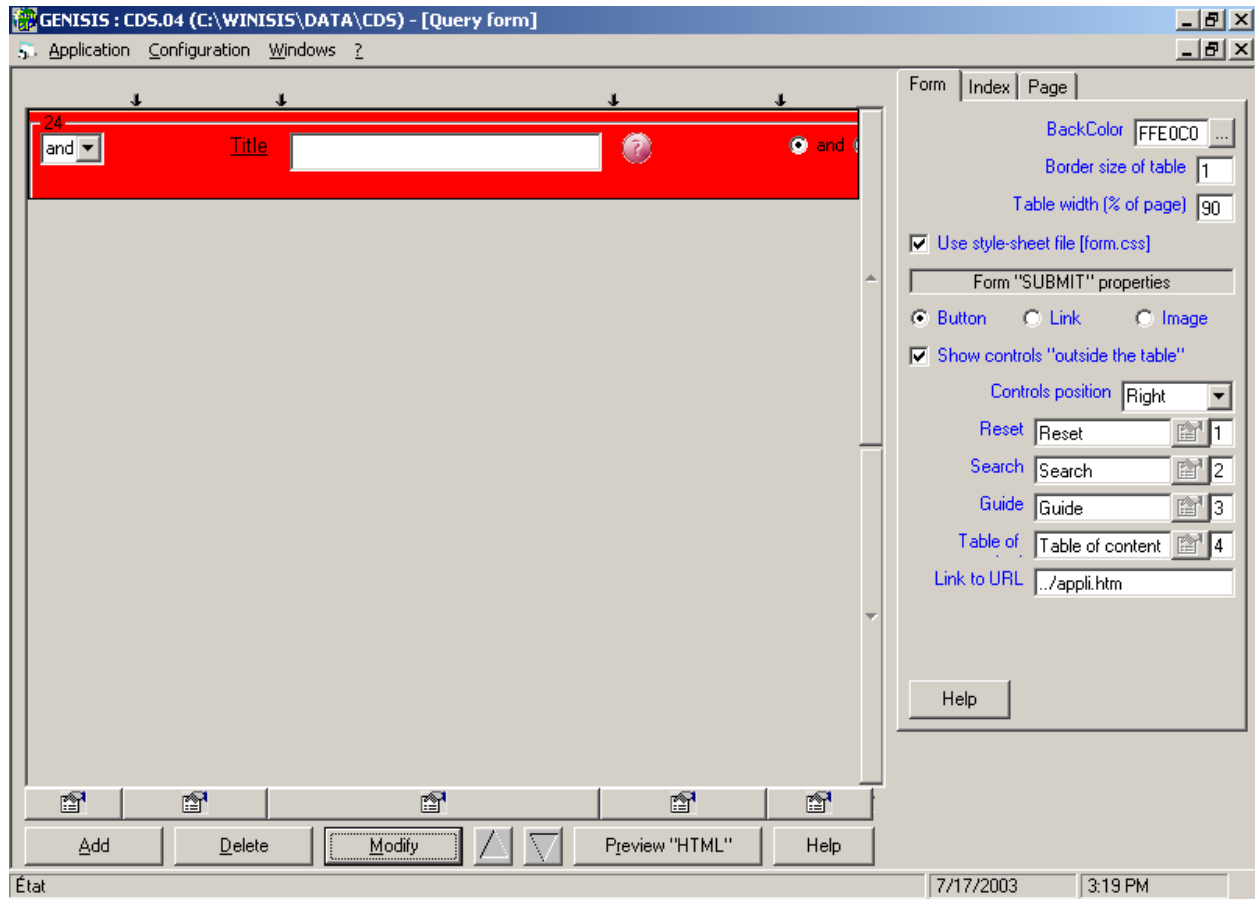 GENISIS : CDS.04 (C:\WINISIS\DATA\CDS) - [Query form]
Application Configuration Windows ?
Form Index Page
24
and Title ? and
BackColor FFE0C0 ...
Border size of table 1
Table width (% of page) 90
Use style-sheet file [form.css]
Form "SUBMIT" properties
Button Link Image
Show controls "outside the table"
Controls position Right
Reset Reset 1
Search Search 2
Guide Guide 3
Table of Table of content 4
Link to URL ../appli.htm
Help
Add Delete Modify Preview "HTML" Help
État 7/17/2003 3:19 PM